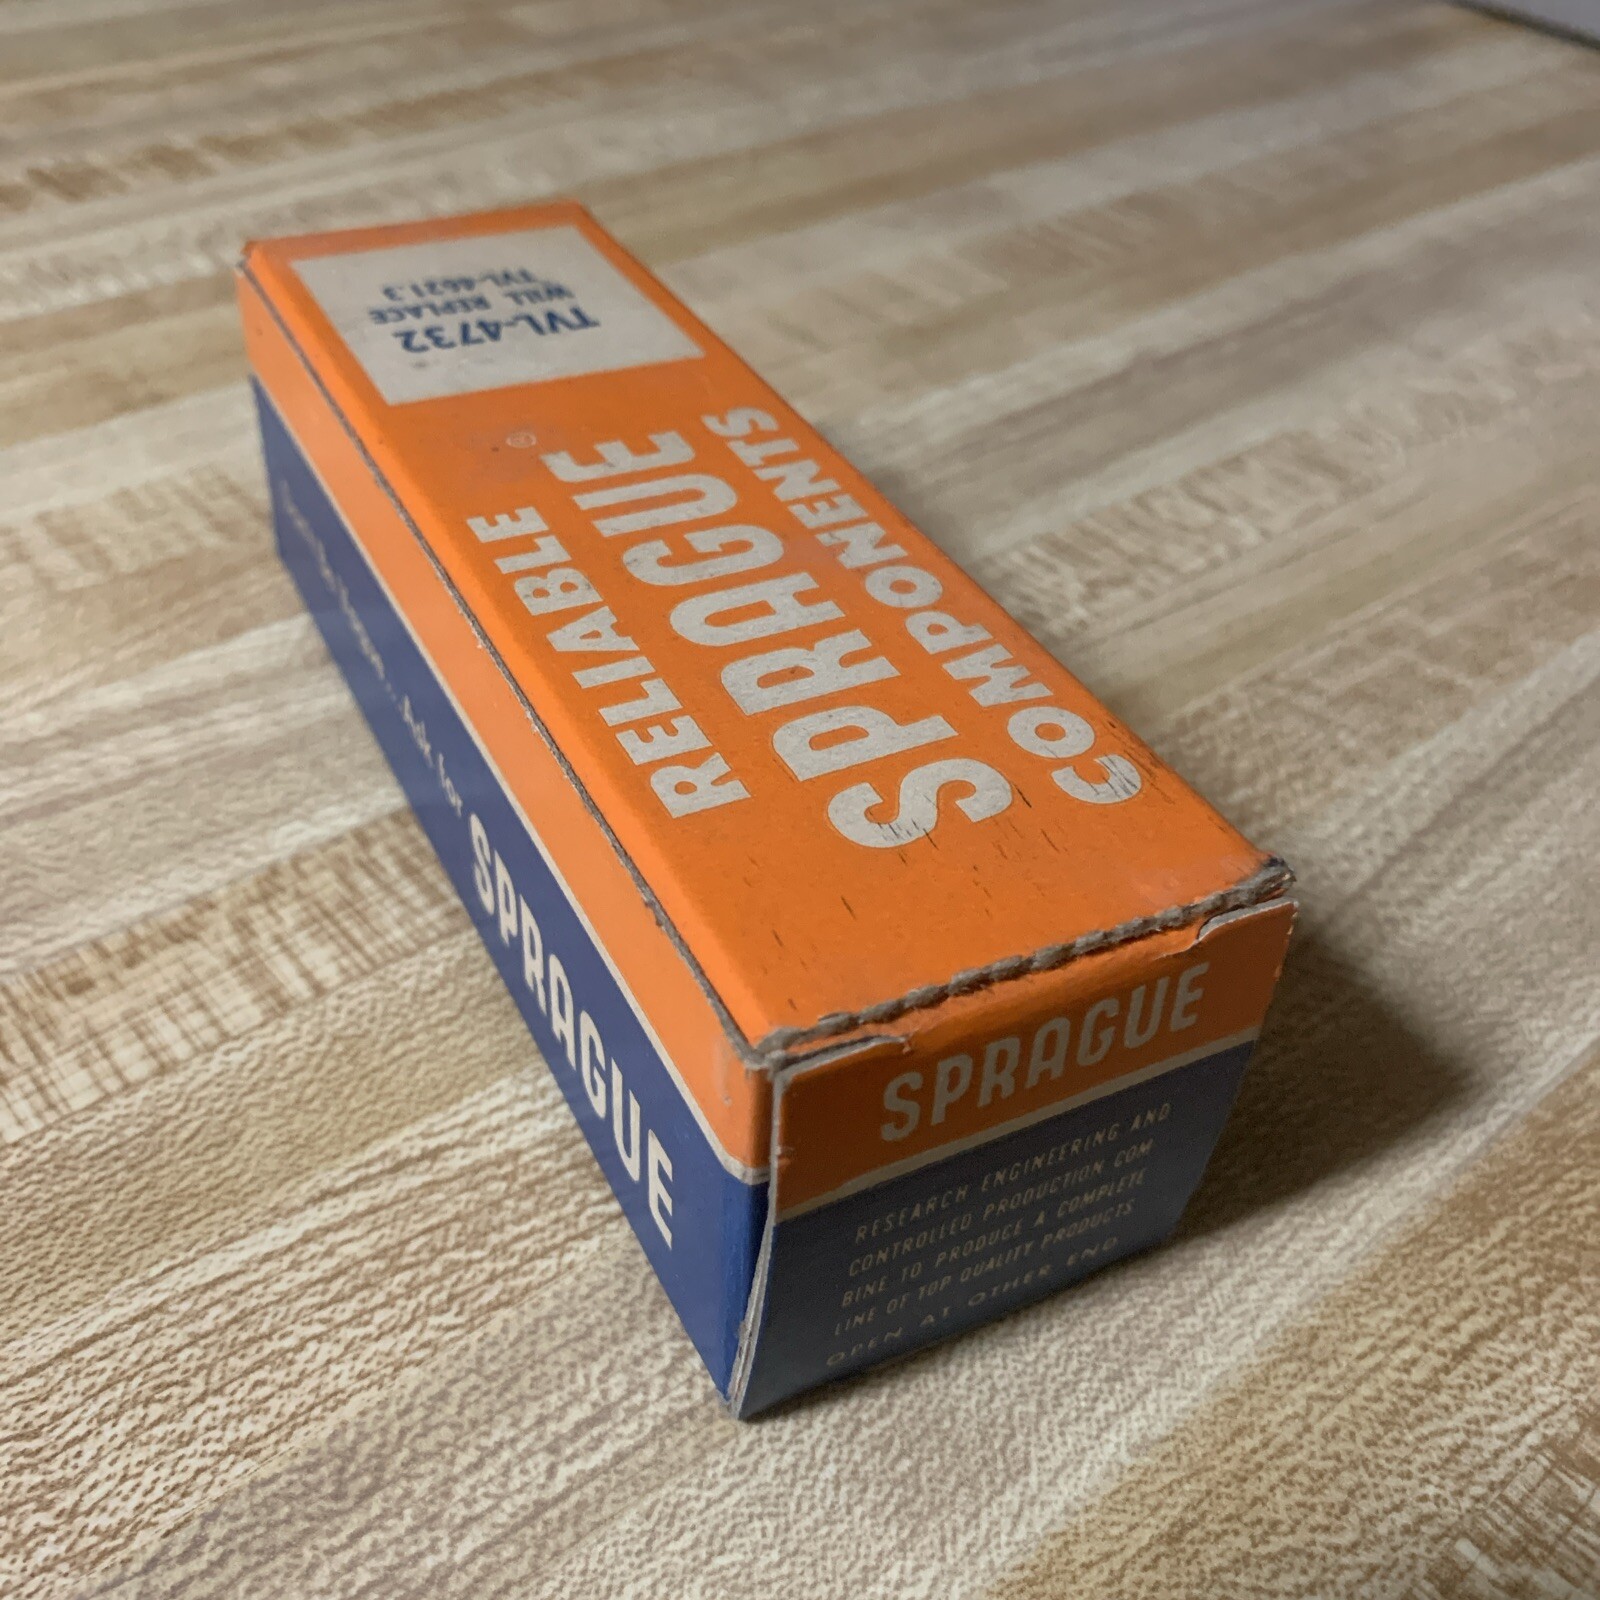 TVL-4732
WILL REPLACE
TVL-4621.3
RELIABLE
SPRAGUE®
COMPONENTS
... Ask for SPRAGUE
SPRAGUE
RESEARCH ENGINEERING AND
CONTROLLED PRODUCTION COM
BINE TO PRODUCE A COMPLETE
LINE OF TOP QUALITY PRODUCTS
OPEN AT OTHER END